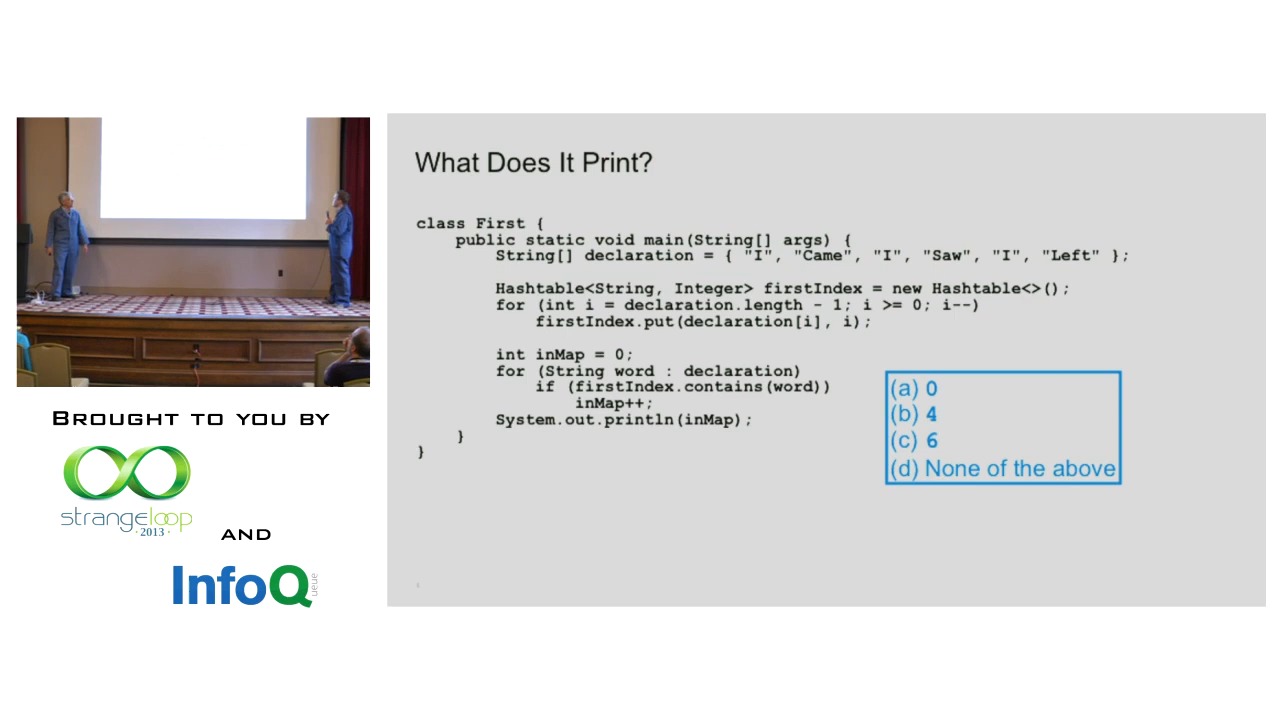 What Does It Print?
class First {
public static void main(String[] args) {
String[] declaration = { "I", "Came", "I", "Saw", "I", "Left" };
Hashtable<String, Integer> firstIndex = new Hashtable<>();
for (int i = declaration.length - 1; i >= 0; i--)
firstIndex.put(declaration[i], i);
int inMap = 0;
for (String word : declaration)
if (firstIndex.contains(word))
inMap++;
System.out.println(inMap);
}
}
(a) 0
(b) 4
(c) 6
(d) None of the above
BROUGHT TO YOU BY
strangeloop
· 2013 ·
AND
InfoQ
ueue